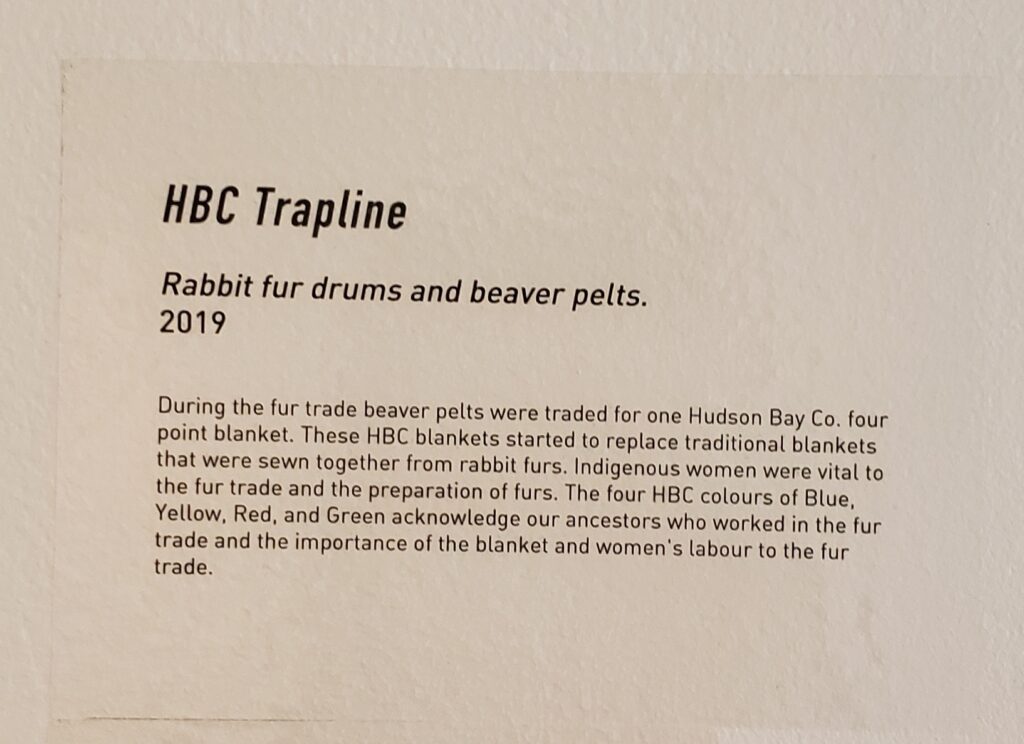 HBC Trapline
Rabbit fur drums and beaver pelts.
2019
During the fur trade beaver pelts were traded for one Hudson Bay Co. four
point blanket. These HBC blankets started to replace traditional blankets
that were sewn together from rabbit furs. Indigenous women were vital to
the fur trade and the preparation of furs. The four HBC colours of Blue,
Yellow, Red, and Green acknowledge our ancestors who worked in the fur
trade and the importance of the blanket and women's labour to the fur
trade.